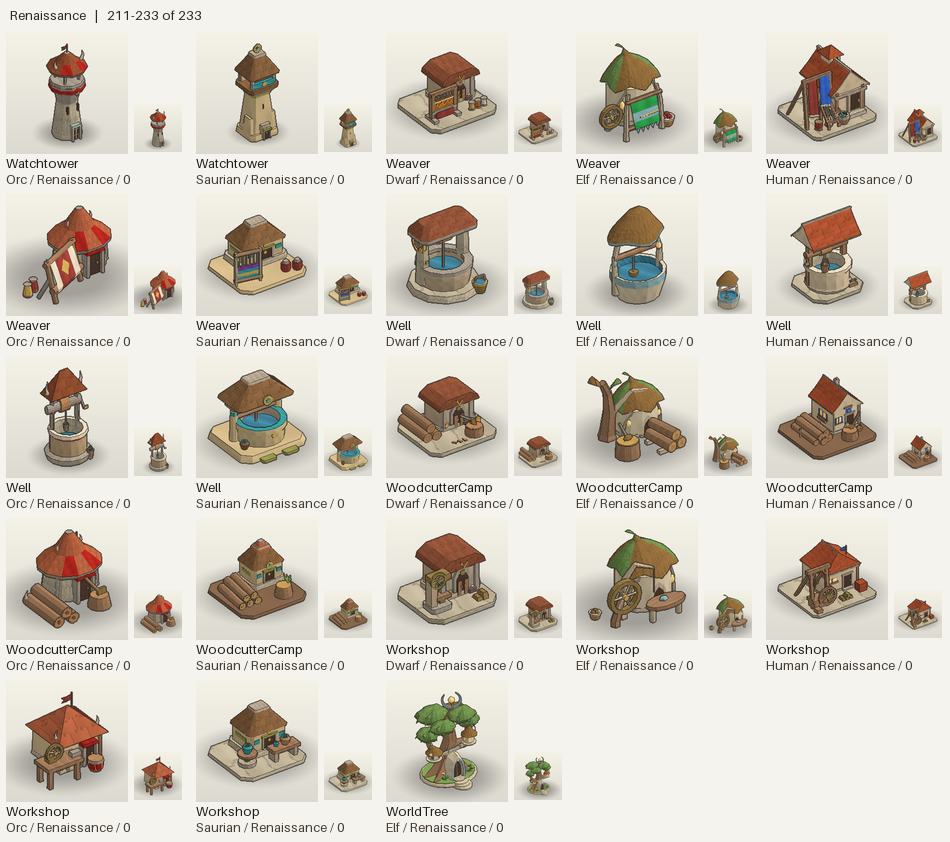 Renaissance | 211-233 of 233
Watchtower
Orc / Renaissance / 0
Watchtower
Saurian / Renaissance / 0
Weaver
Dwarf / Renaissance / 0
Weaver
Elf / Renaissance / 0
Weaver
Human / Renaissance / 0
Weaver
Orc / Renaissance / 0
Weaver
Saurian / Renaissance / 0
Well
Dwarf / Renaissance / 0
Well
Elf / Renaissance / 0
Well
Human / Renaissance / 0
Well
Orc / Renaissance / 0
Well
Saurian / Renaissance / 0
WoodcutterCamp
Dwarf / Renaissance / 0
WoodcutterCamp
Elf / Renaissance / 0
WoodcutterCamp
Human / Renaissance / 0
WoodcutterCamp
Orc / Renaissance / 0
WoodcutterCamp
Saurian / Renaissance / 0
Workshop
Dwarf / Renaissance / 0
Workshop
Elf / Renaissance / 0
Workshop
Human / Renaissance / 0
Workshop
Orc / Renaissance / 0
Workshop
Saurian / Renaissance / 0
WorldTree
Elf / Renaissance / 0